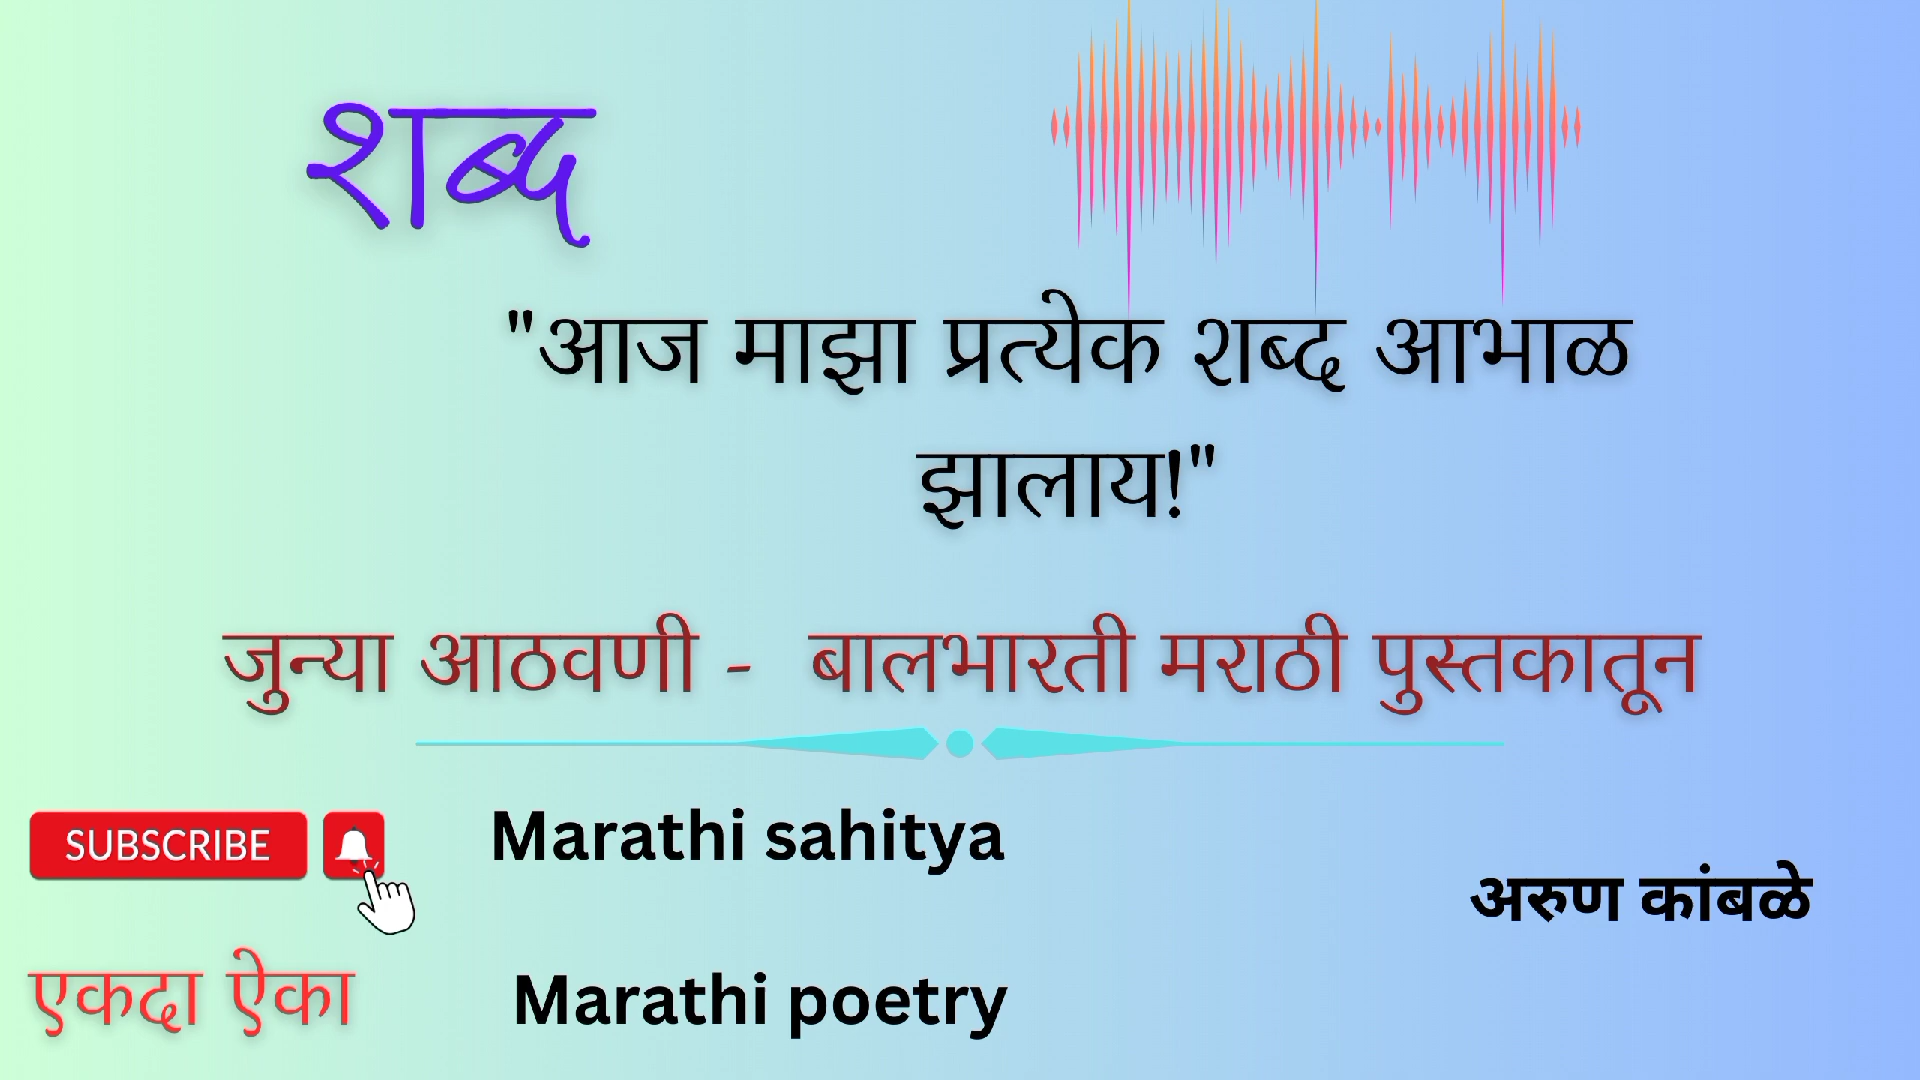 शब्द
"आज माझा प्रत्येक शब्द आभाळ
झालाय!"
जुन्या आठवणी - बालभारती मराठी पुस्तकातून
SUBSCRIBE
Marathi sahitya
अरुण कांबळे
एकदा ऐका
Marathi poetry